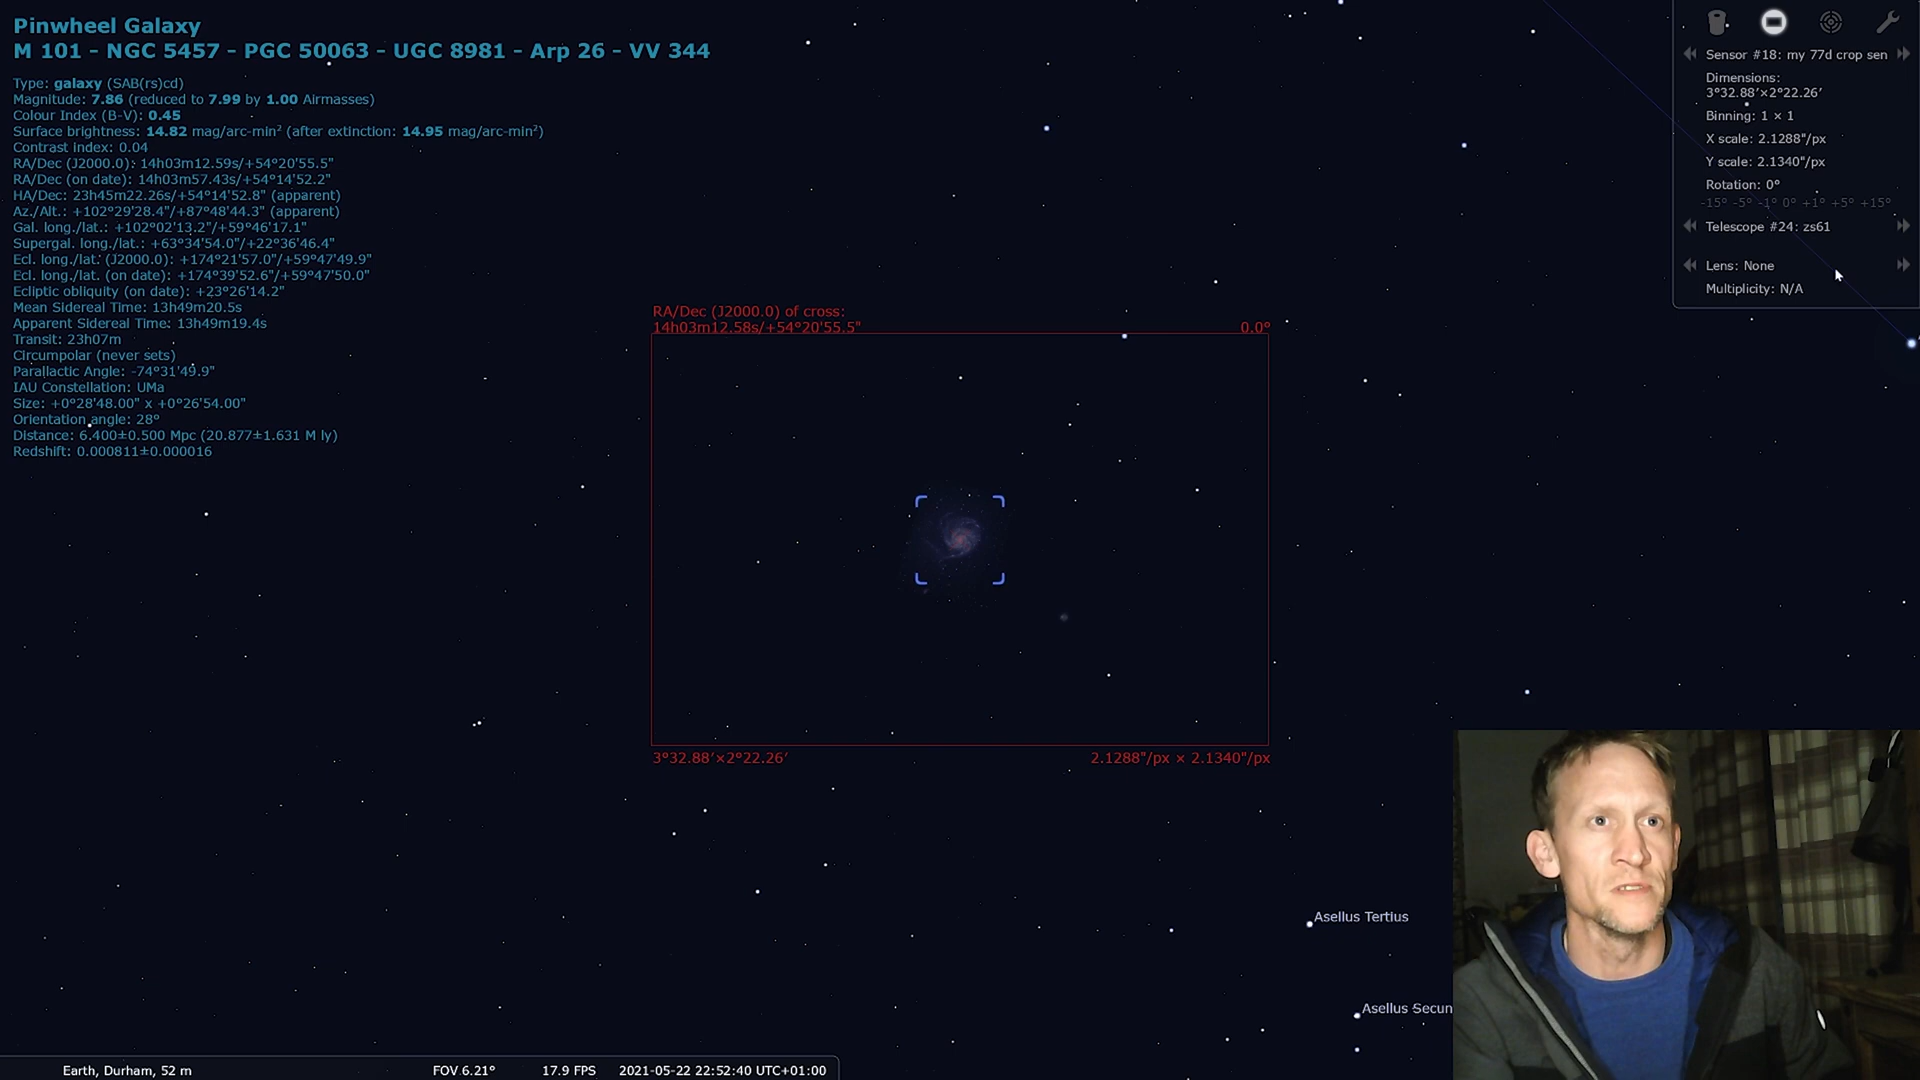 Pinwheel Galaxy
M 101 - NGC 5457 - PGC 50063 - UGC 8981 - Arp 26 - VV 344
Type: galaxy (SAB(rs)cd)
Magnitude: 7.86 (reduced to 7.99 by 1.00 Airmasses)
Colour Index (B-V): 0.45
Surface brightness: 14.82 mag/arc-min² (after extinction: 14.95 mag/arc-min²)
Contrast index: 0.04
RA/Dec (J2000.0): 14h03m12.59s/+54°20'55.5"
RA/Dec (on date): 14h03m57.43s/+54°14'52.2"
HA/Dec: 23h45m22.26s/+54°14'52.8" (apparent)
Az./Alt.: +102°29'28.4"/+87°48'44.3" (apparent)
Gal. long./lat.: +102°02'13.2"/+59°46'17.1"
Supergal. long./lat.: +63°34'54.0"/+22°36'46.4"
Ecl. long./lat. (J2000.0): +174°21'57.0"/+59°47'49.9"
Ecl. long./lat. (on date): +174°39'52.6"/+59°47'50.0"
Ecliptic obliquity (on date): +23°26'14.2"
Mean Sidereal Time: 13h49m20.5s
Apparent Sidereal Time: 13h49m19.4s
Transit: 23h07m
Circumpolar (never sets)
Parallactic Angle: -74°31'49.9"
IAU Constellation: UMa
Size: +0°28'48.00" x +0°26'54.00"
Orientation angle: 28°
Distance: 6.400±0.500 Mpc (20.877±1.631 M ly)
Redshift: 0.000811±0.000016
Sensor #18: my 77d crop sen
Dimensions:
3°32.88′×2°22.26′
Binning: 1 × 1
X scale: 2.1288"/px
Y scale: 2.1340"/px
Rotation: 0°
-15° -5° -1° 0° +1° +5° +15°
Telescope #24: zs61
Lens: None
Multiplicity: N/A
RA/Dec (J2000.0) of cross:
14h03m12.58s/+54°20'55.5"
0.0°
3°32.88′×2°22.26′
2.1288"/px × 2.1340"/px
Asellus Tertius
Asellus Secun
Earth, Durham, 52 m
FOV 6.21°
17.9 FPS
2021-05-22 22:52:40 UTC+01:00